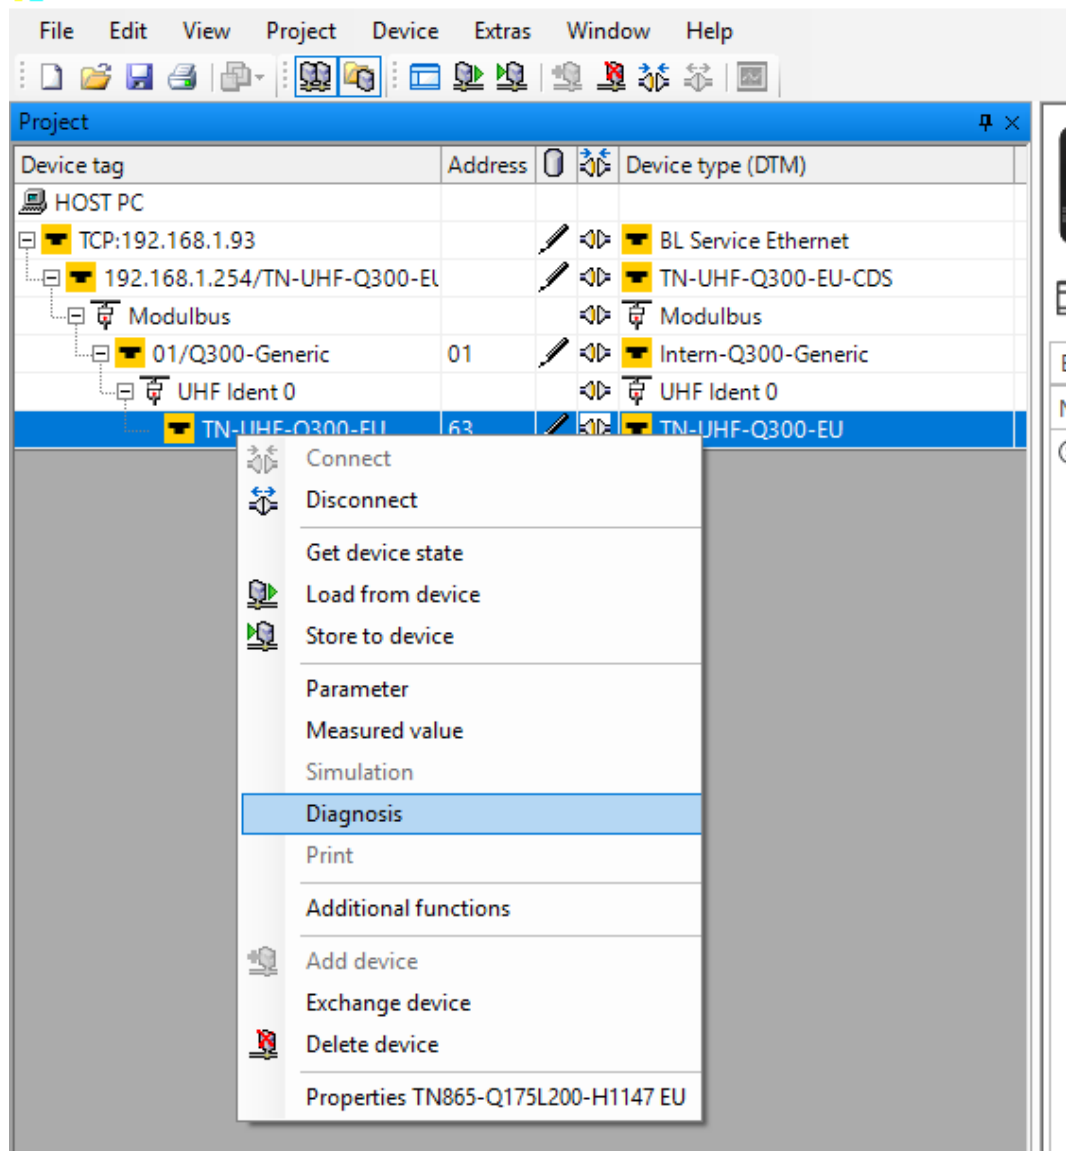 File Edit View Project Device Extras Window Help
Project
Device tag Address Device type (DTM)
HOST PC
TCP:192.168.1.93 BL Service Ethernet
192.168.1.254/TN-UHF-Q300-EU TN-UHF-Q300-EU-CDS
Modulbus Modulbus
01/Q300-Generic 01 Intern-Q300-Generic
UHF Ident 0 UHF Ident 0
TN-UHF-Q300-EU 63 TN-UHF-Q300-EU
Connect
Disconnect
Get device state
Load from device
Store to device
Parameter
Measured value
Simulation
Diagnosis
Print
Additional functions
Add device
Exchange device
Delete device
Properties TN865-Q175L200-H1147 EU